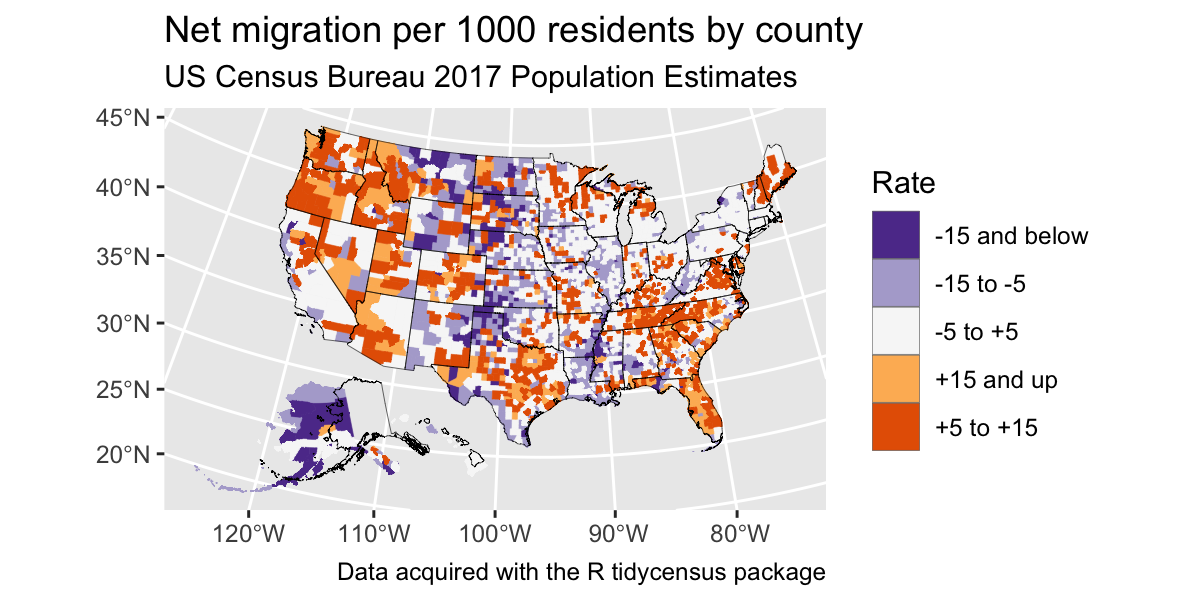 Net migration per 1000 residents by county
US Census Bureau 2017 Population Estimates
45°N
40°N
35°N
30°N
25°N
20°N
120°W 110°W 100°W 90°W 80°W
Rate
-15 and below
-15 to -5
-5 to +5
+15 and up
+5 to +15
Data acquired with the R tidycensus package